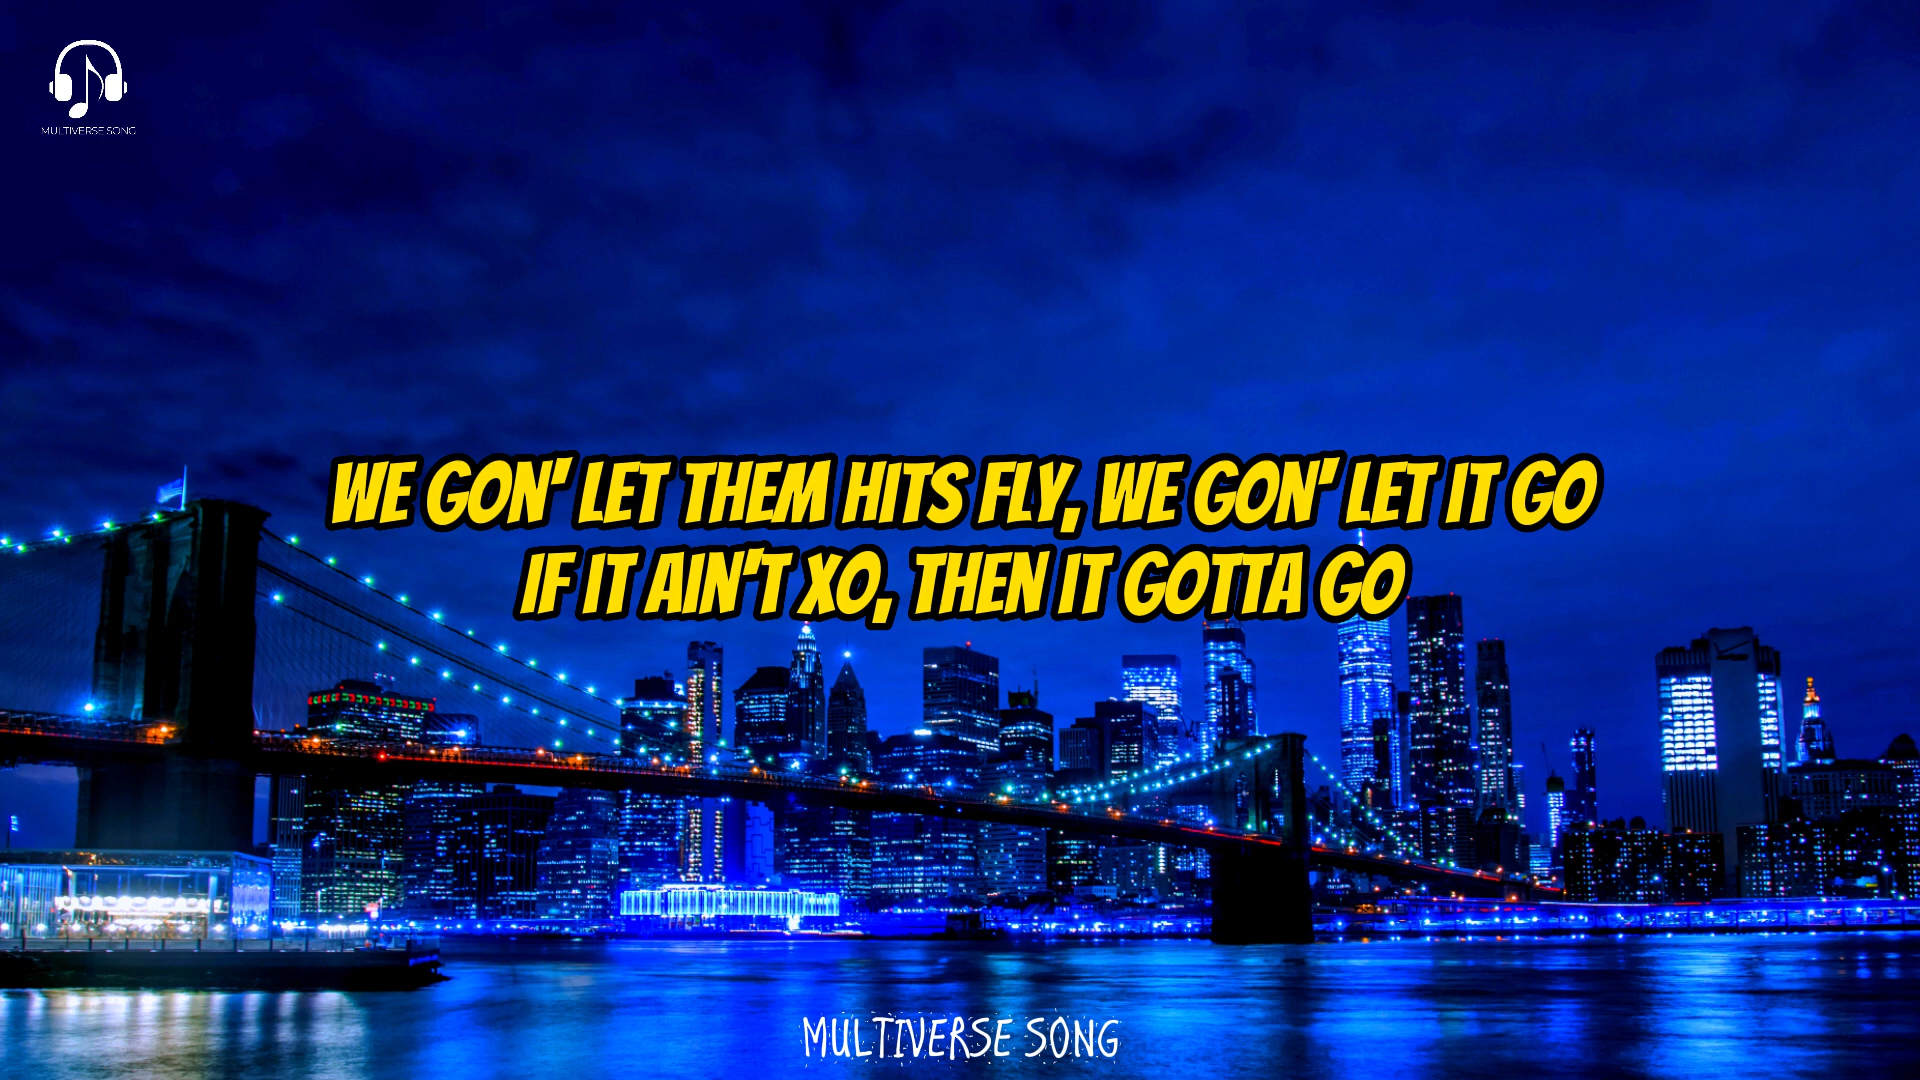 MULTIVERSE SONG
WE GON' LET THEM HITS FLY, WE GON' LET IT GO
IF IT AIN'T XO, THEN IT GOTTA GO
MULTIVERSE SONG